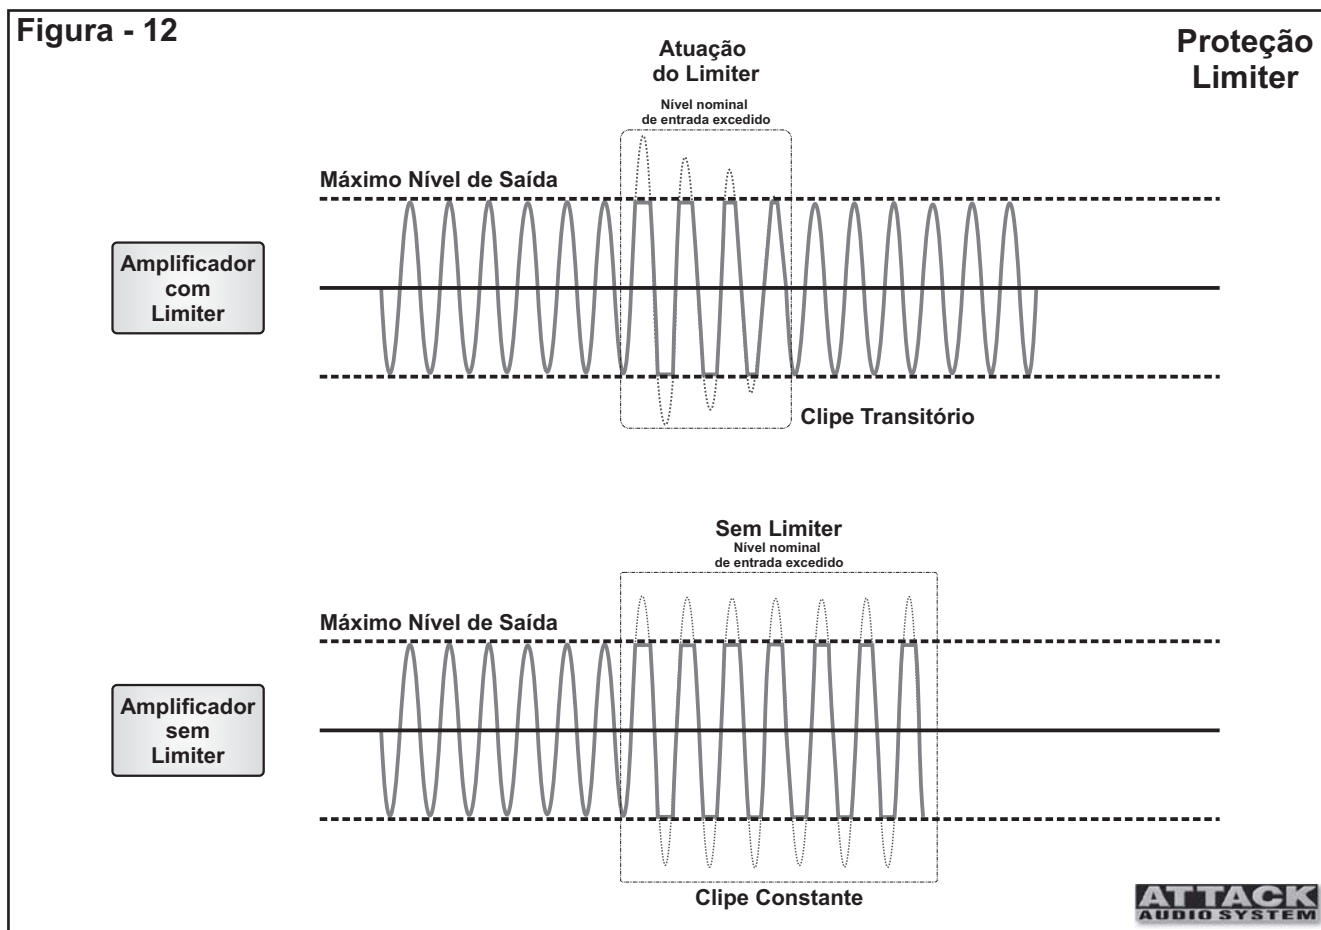 Figura - 12
Proteção
Limiter
Atuação
do Limiter
Nível nominal
de entrada excedido
Máximo Nível de Saída
Amplificador
com
Limiter
Clipe Transitório
Sem Limiter
Nível nominal
de entrada excedido
Máximo Nível de Saída
Amplificador
sem
Limiter
Clipe Constante
ATTACK
AUDIO SYSTEM